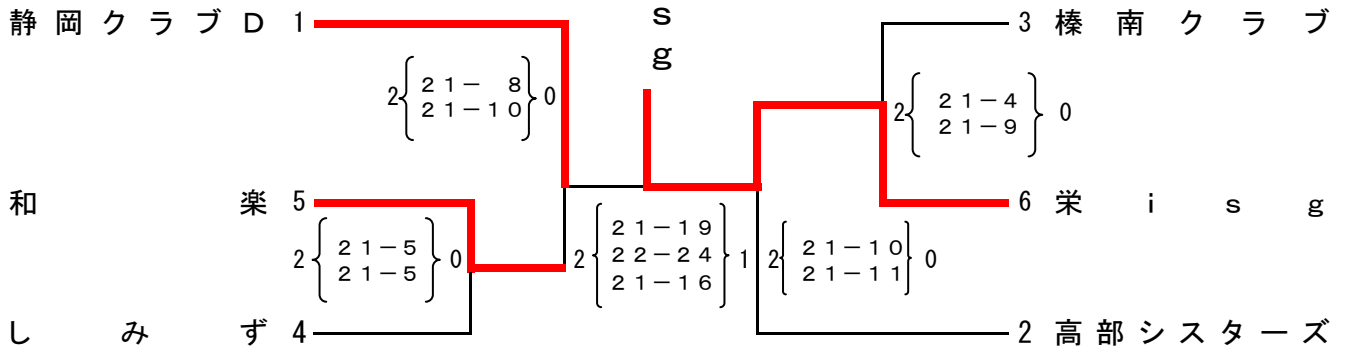 静岡クラブD 1
s
g
3 榛南クラブ
2 21－ 8 0
21－10
2 21－4 0
21－9
和楽 5
6 栄isg
2 21－5 0
21－5
2 21－19 1
22－24
21－16
2 21－10 0
21－11
しみず 4
2 高部シスターズ